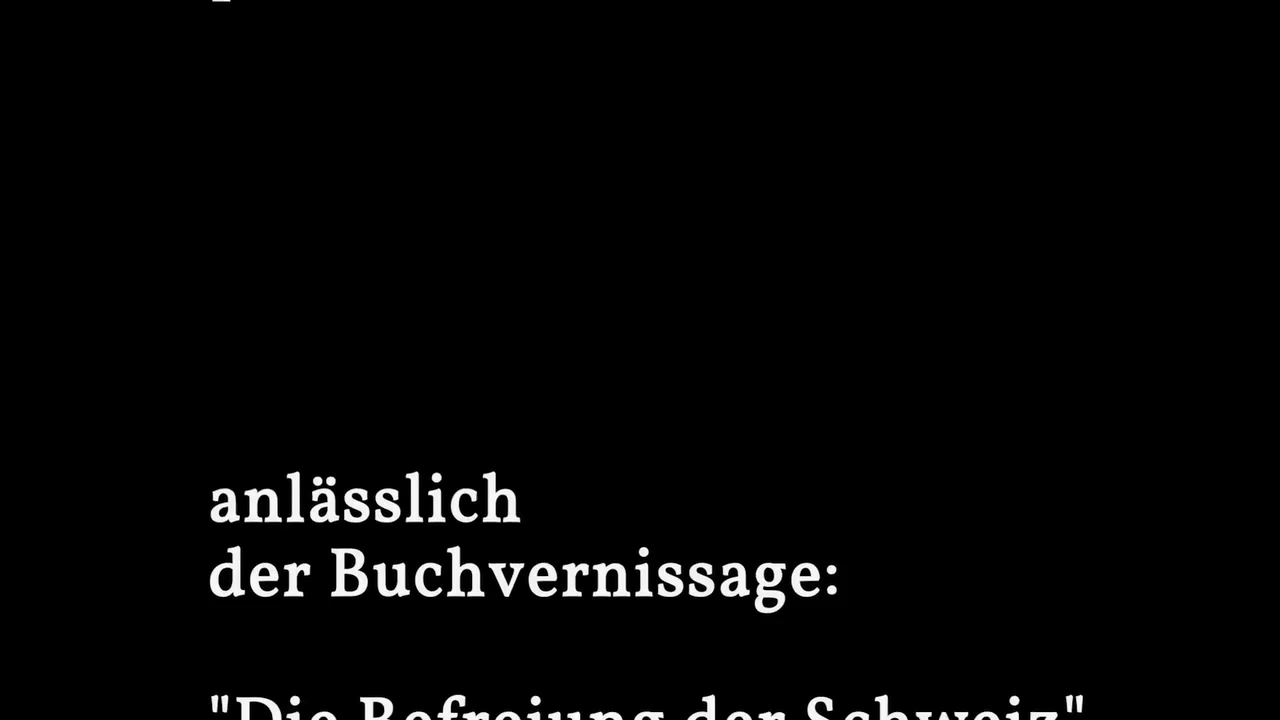 anlässlich
der Buchvernissage:
"Die Befreiung der Schweiz"